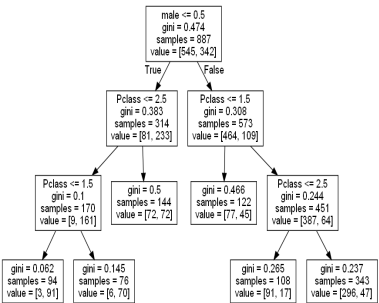 male <= 0.5
gini = 0.474
samples = 887
value = [545, 342]
True
False
Pclass <= 2.5
gini = 0.383
samples = 314
value = [81, 233]
Pclass <= 1.5
gini = 0.308
samples = 573
value = [464, 109]
Pclass <= 1.5
gini = 0.1
samples = 170
value = [9, 161]
gini = 0.5
samples = 144
value = [72, 72]
gini = 0.466
samples = 122
value = [77, 45]
Pclass <= 2.5
gini = 0.244
samples = 451
value = [387, 64]
gini = 0.062
samples = 94
value = [3, 91]
gini = 0.145
samples = 76
value = [6, 70]
gini = 0.265
samples = 108
value = [91, 17]
gini = 0.237
samples = 343
value = [296, 47]